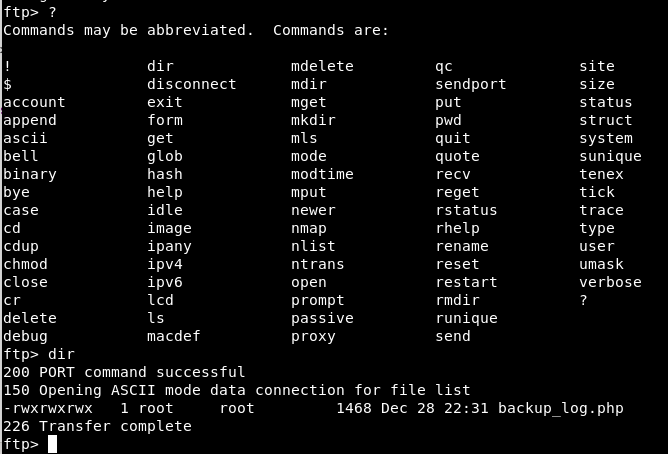 ftp> ?
Commands may be abbreviated.  Commands are:
!               dir             mdelete         qc              site
$               disconnect      mdir            sendport        size
account         exit            mget            put             status
append          form            mkdir           pwd             struct
ascii           get             mls             quit            system
bell            glob            mode            quote           sunique
binary          hash            modtime         recv            tenex
bye             help            mput            reget           tick
case            idle            newer           rstatus         trace
cd              image           nmap            rhelp           type
cdup            ipany           nlist           rename          user
chmod           ipv4            ntrans          reset           umask
close           ipv6            open            restart         verbose
cr              lcd             prompt          rmdir           ?
delete          ls              passive         runique
debug           macdef          proxy           send
ftp> dir
200 PORT command successful
150 Opening ASCII mode data connection for file list
-rwxrwxrwx   1 root     root         1468 Dec 28 22:31 backup_log.php
226 Transfer complete
ftp>